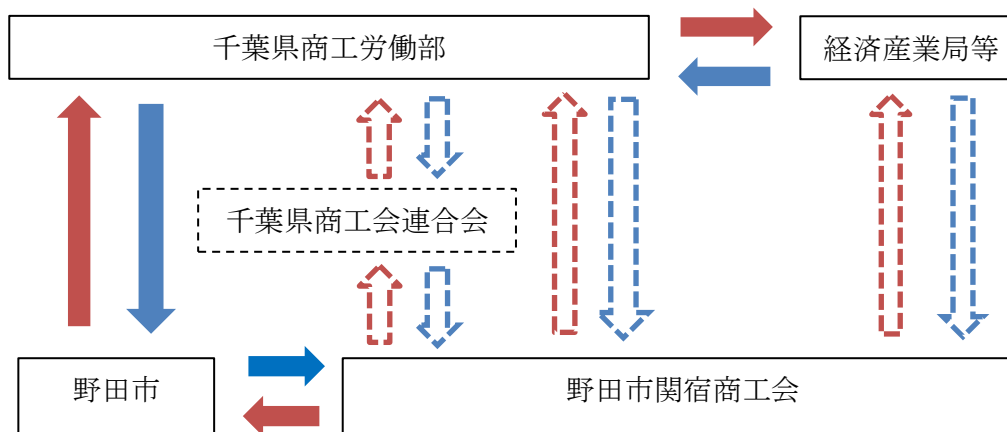 千葉県商工労働部
経済産業局等
千葉県商工会連合会
野田市
野田市関宿商工会